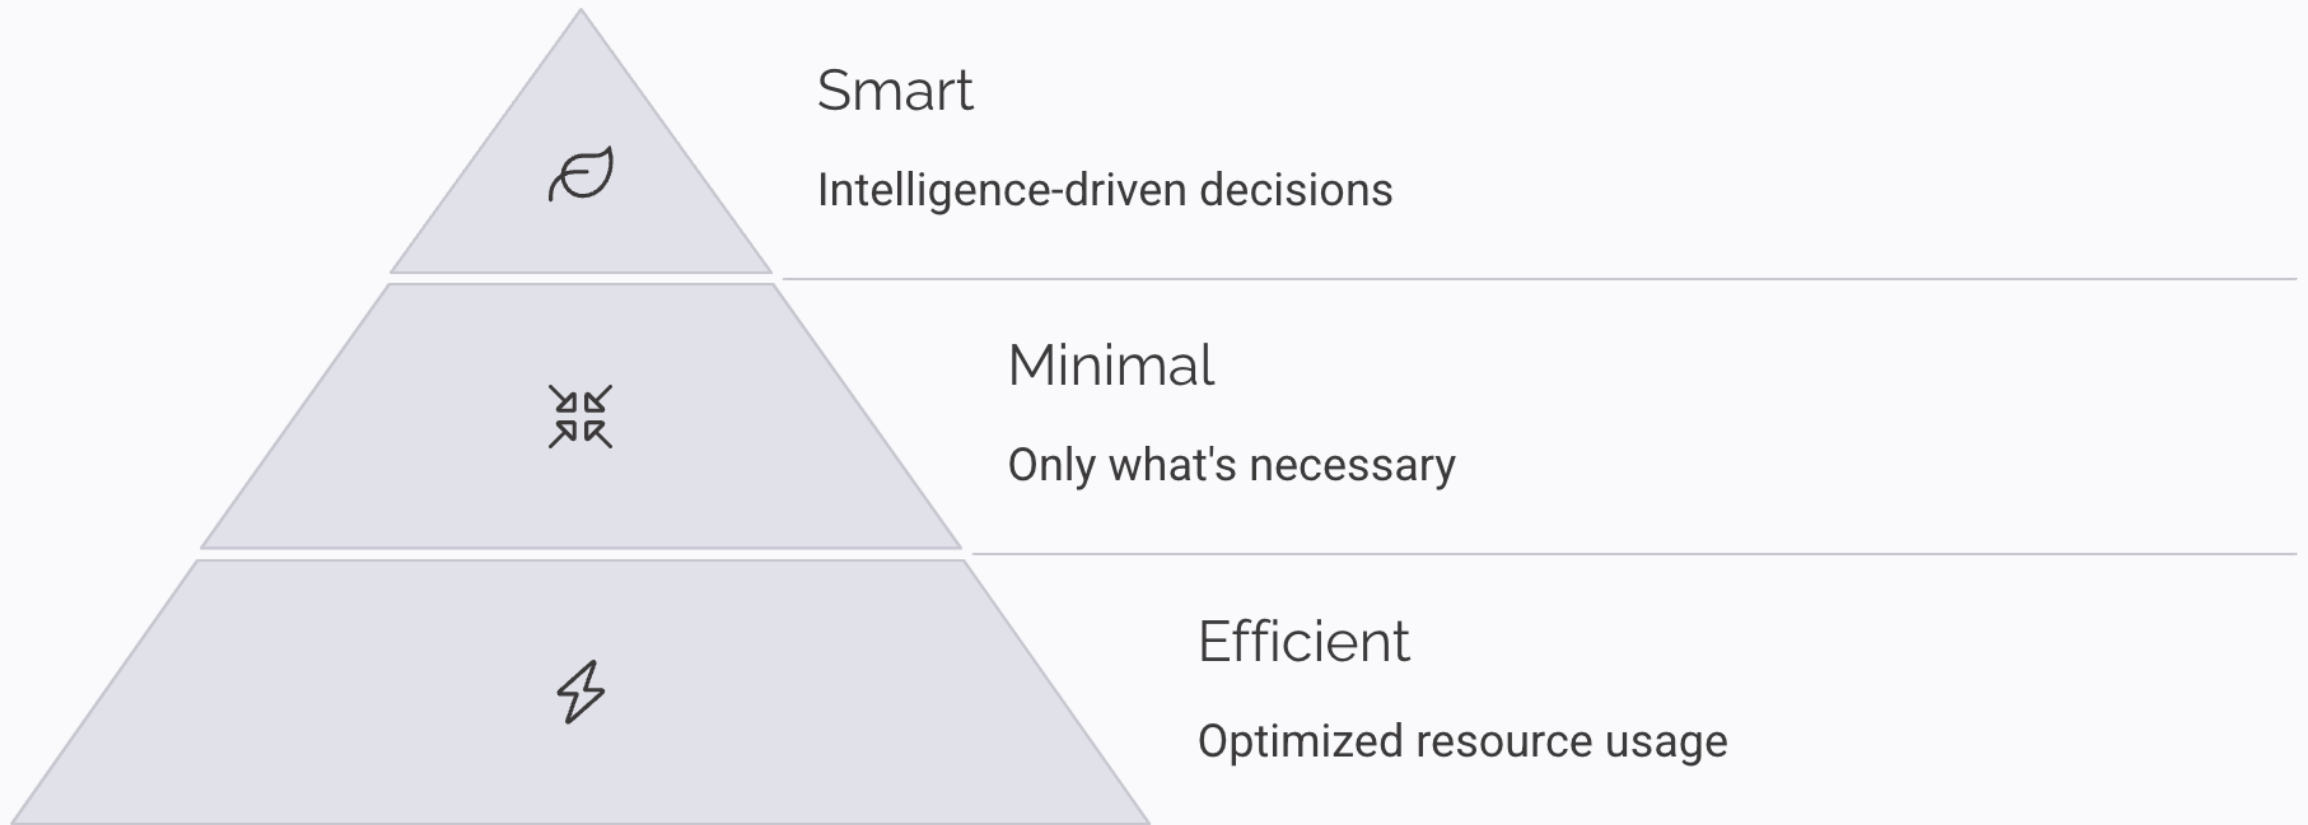 Smart
Intelligence-driven decisions
Minimal
Only what's necessary
Efficient
Optimized resource usage